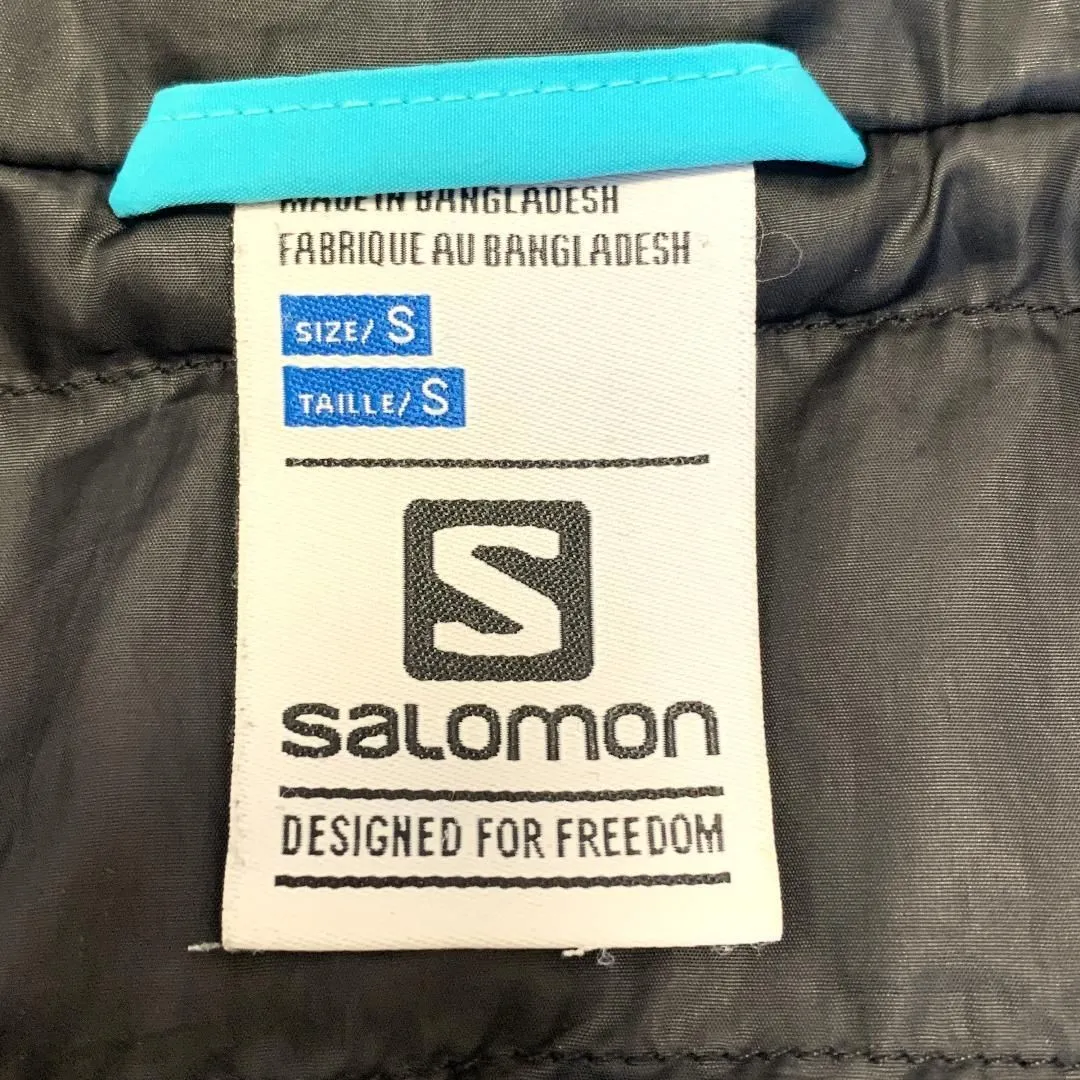 MADE IN BANGLADESH
FABRIQUE AU BANGLADESH
SIZE/ S
TAILLE/ S
S
salomon
DESIGNED FOR FREEDOM